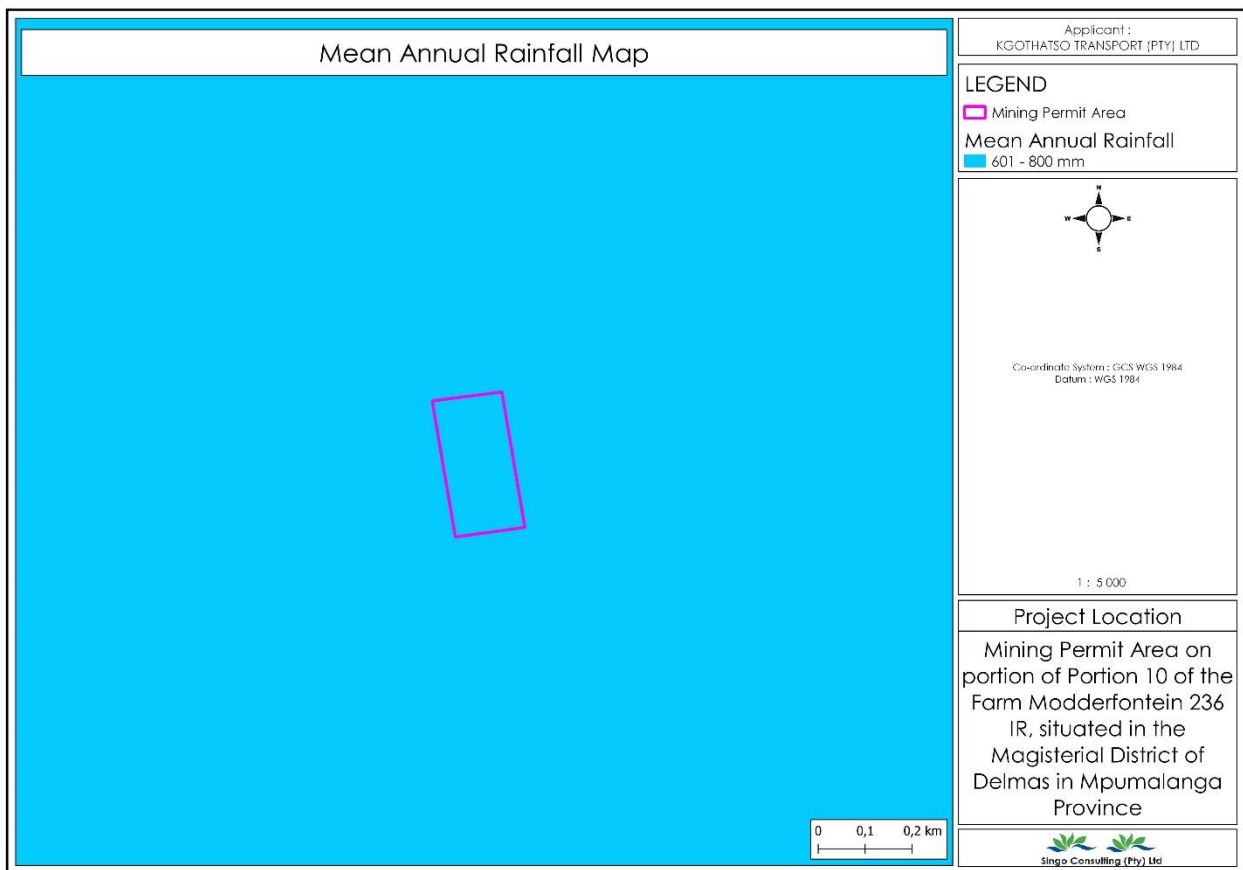 Mean Annual Rainfall Map
Applicant :
KGOTHATSO TRANSPORT (PTY) LTD
LEGEND
Mining Permit Area
Mean Annual Rainfall
601 - 800 mm
N
W
E
S
Co-ordinate System : GCS WGS 1984
Datum : WGS 1984
1 : 5 000
Project Location
Mining Permit Area on
portion of Portion 10 of the
Farm Modderfontein 236
IR, situated in the
Magisterial District of
Delmas in Mpumalanga
Province
0 0,1 0,2 km
Singo Consulting (Pty) Ltd